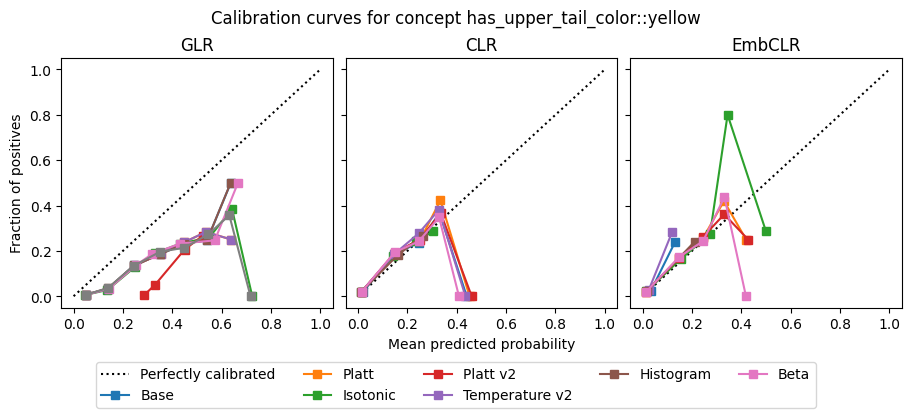 Calibration curves for concept has_upper_tail_color::yellow
GLR
CLR
EmbCLR
Fraction of positives
1.0
0.8
0.6
0.4
0.2
0.0
0.0 0.2 0.4 0.6 0.8 1.0
0.0 0.2 0.4 0.6 0.8 1.0
0.0 0.2 0.4 0.6 0.8 1.0
Mean predicted probability
Perfectly calibrated
Base
Platt
Isotonic
Platt v2
Temperature v2
Histogram
Beta